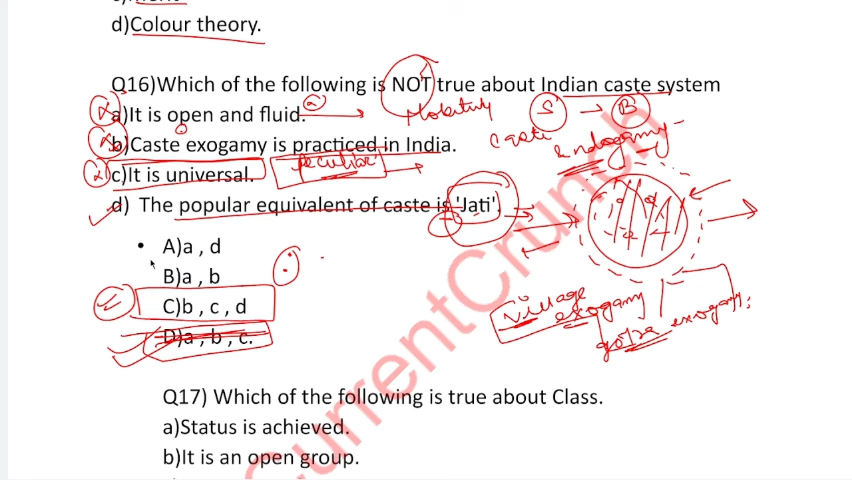 d)Colour theory.
Q16)Which of the following is NOT true about Indian caste system
a)It is open and fluid.
Mobility
S B
b)Caste exogamy is practiced in India.
Caste
Endogamy
c)It is universal.
peculiar
d) The popular equivalent of caste is 'Jati'.
• A)a , d
B)a , b
C)b , c , d
D)a , b , c.
Village exogamy
gotra exogamy
Q17) Which of the following is true about Class.
a)Status is achieved.
b)It is an open group.
CurrentCrunch